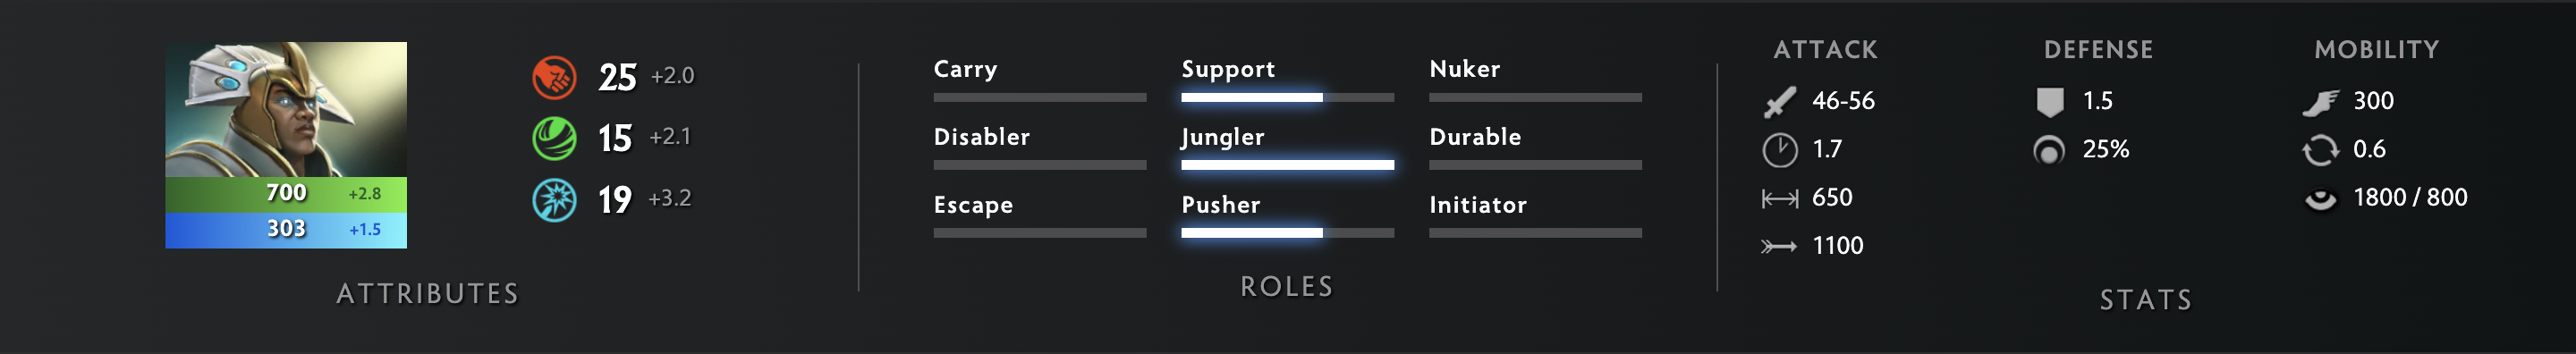 700 +2.8
303 +1.5
25 +2.0
15 +2.1
19 +3.2
ATTRIBUTES
Carry
Support
Nuker
Disabler
Jungler
Durable
Escape
Pusher
Initiator
ROLES
ATTACK
46-56
1.7
650
1100
DEFENSE
1.5
25%
MOBILITY
300
0.6
1800 / 800
STATS